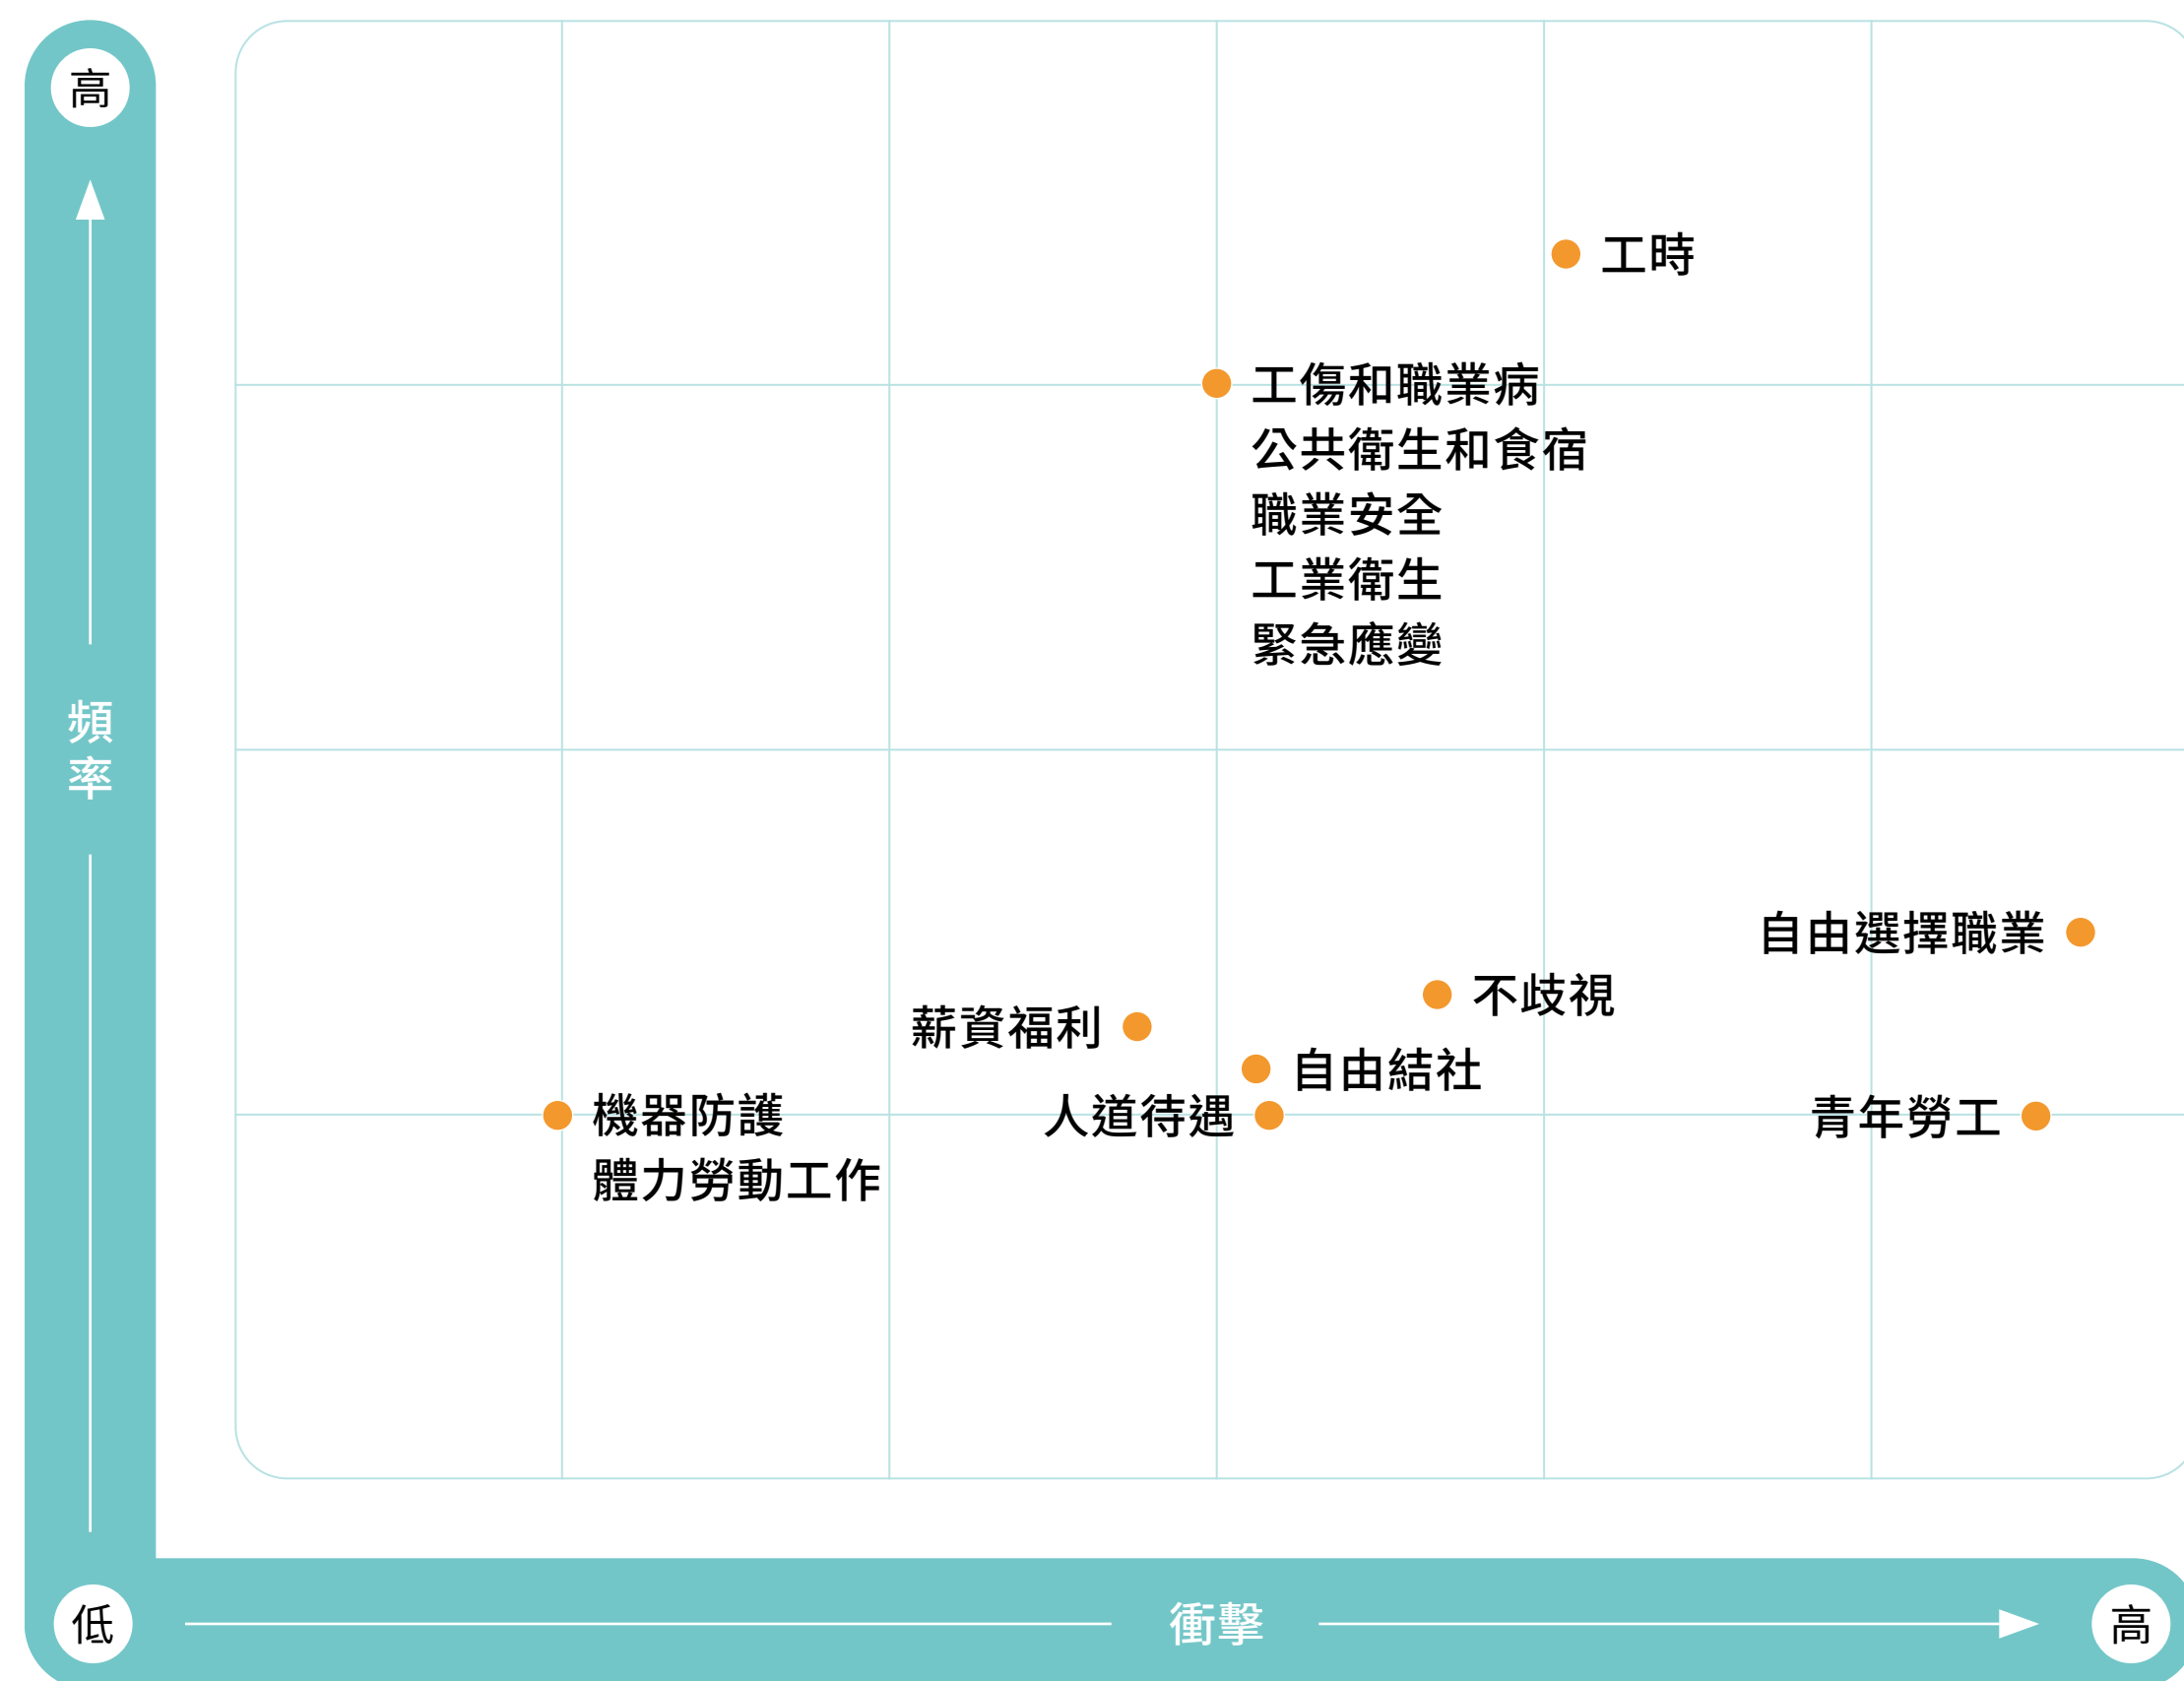 高
頻率
低
衝擊
高
工時
工傷和職業病
公共衛生和食宿
職業安全
工業衛生
緊急應變
自由選擇職業
不歧視
薪資福利
自由結社
機器防護
體力勞動工作
人道待遇
青年勞工